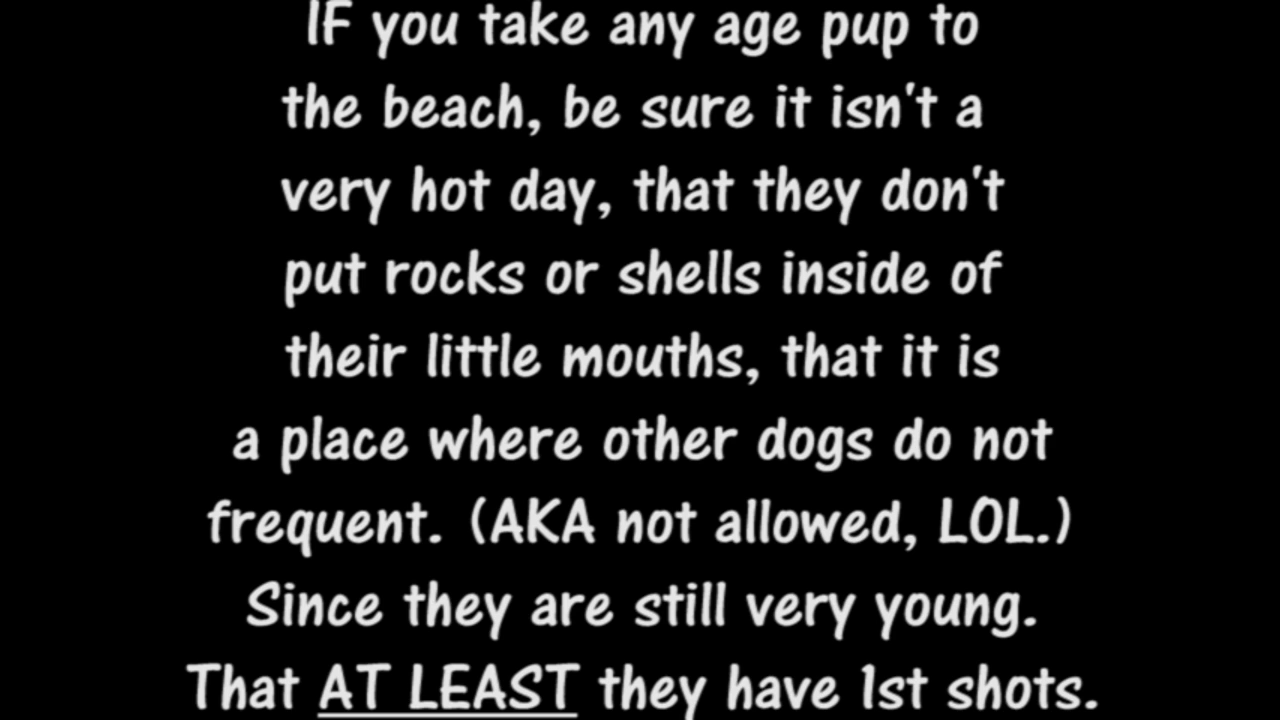 IF you take any age pup to
the beach, be sure it isn't a
very hot day, that they don't
put rocks or shells inside of
their little mouths, that it is
a place where other dogs do not
frequent. (AKA not allowed, LOL.)
Since they are still very young.
That AT LEAST they have 1st shots.